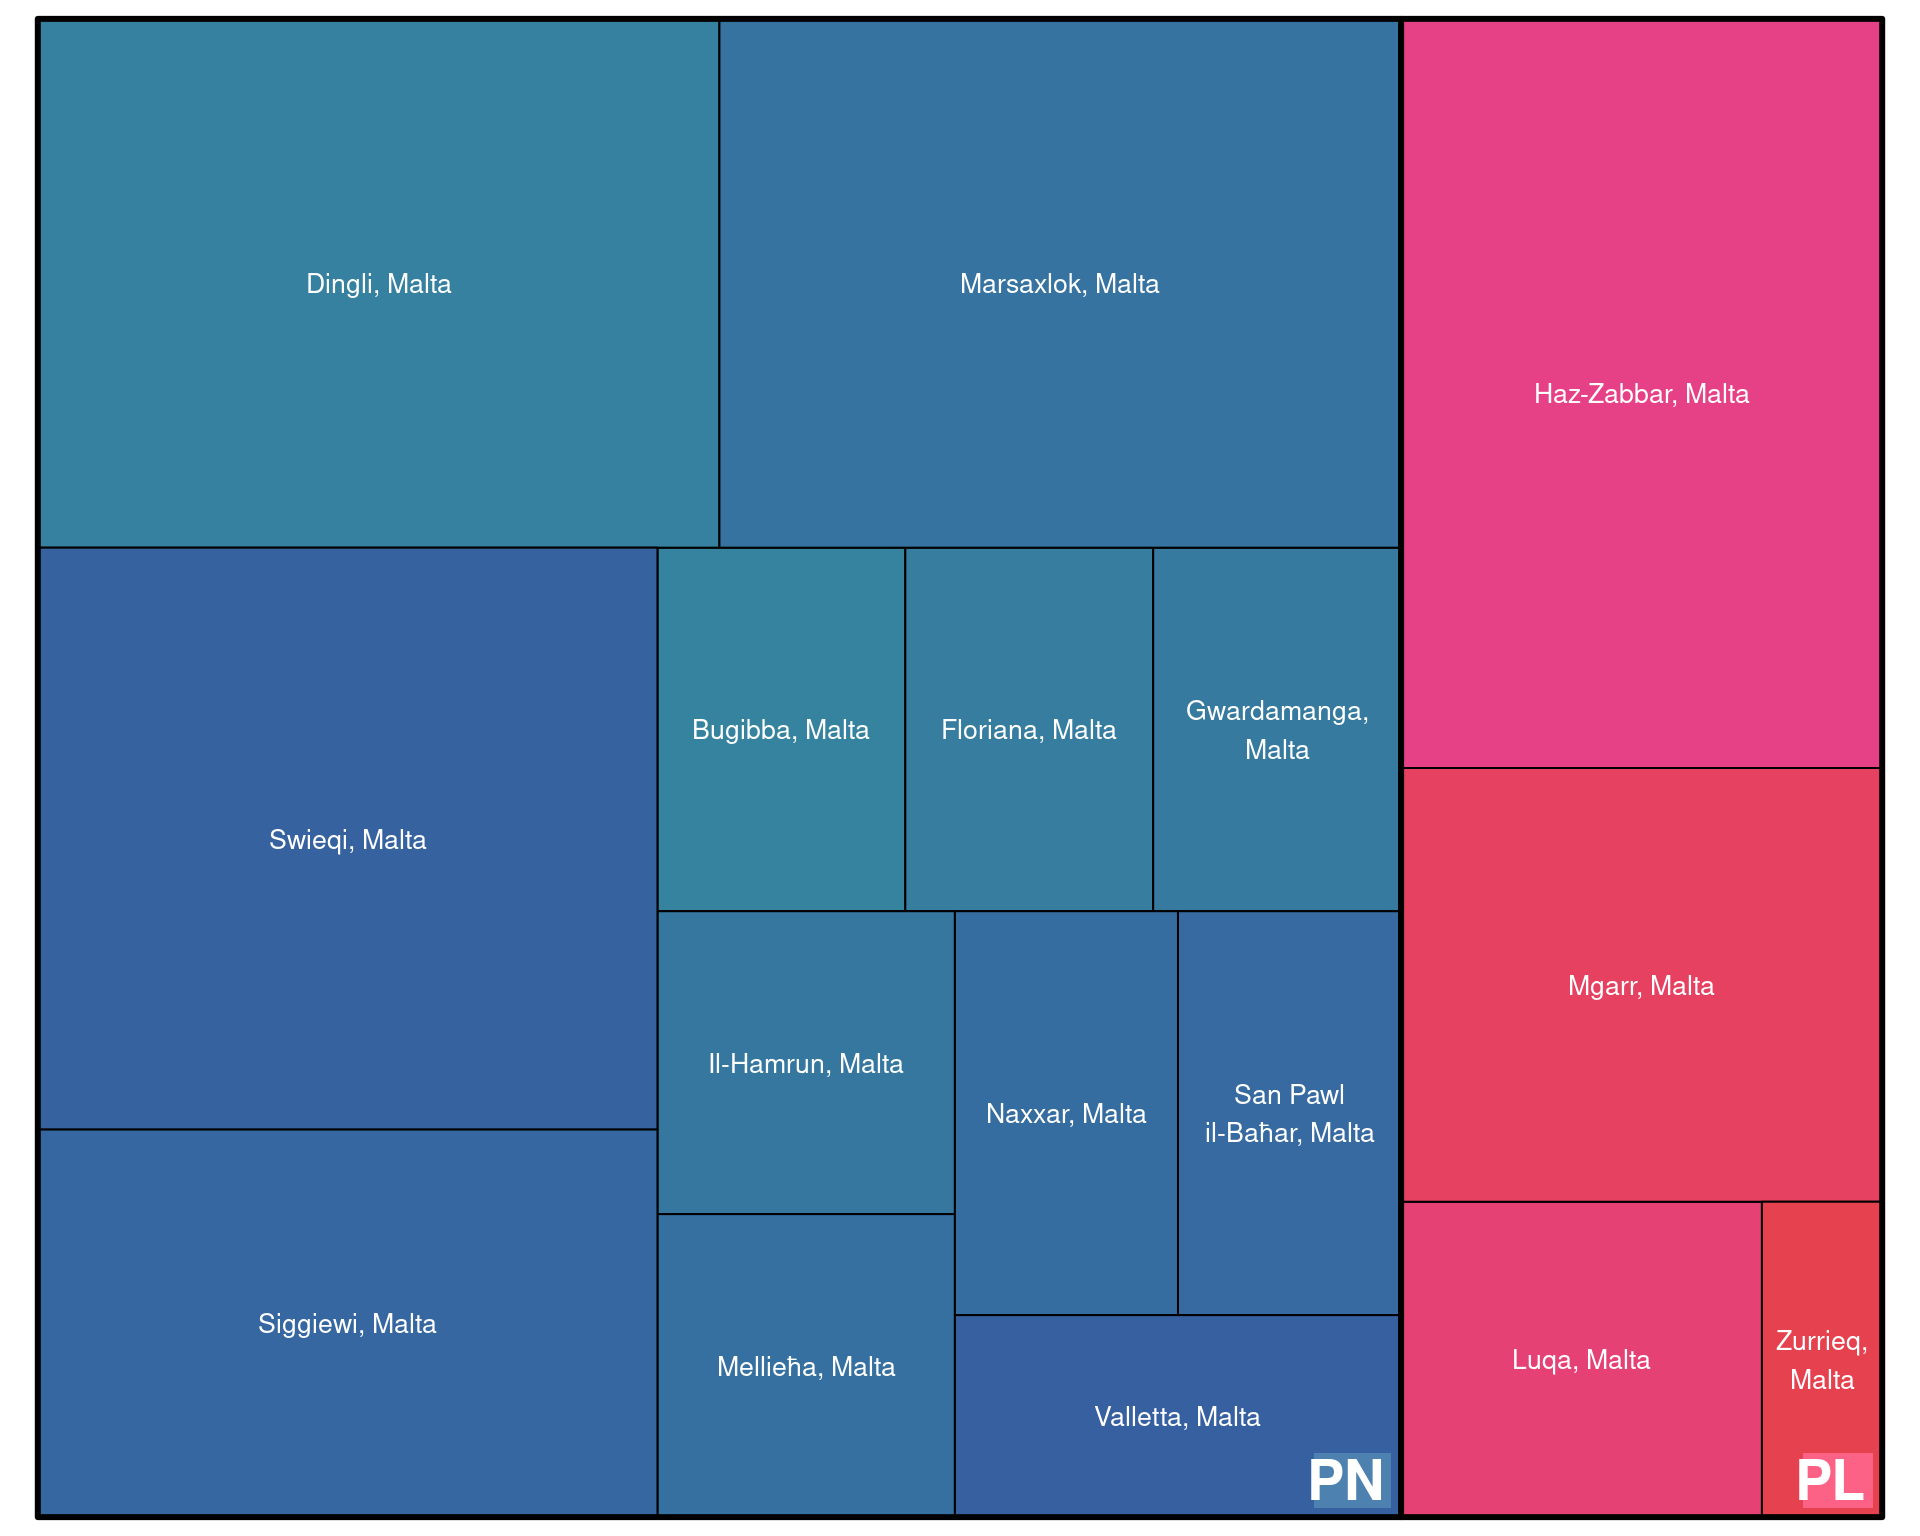 Dingli, Malta
Marsaxlok, Malta
Haz-Zabbar, Malta
Swieqi, Malta
Bugibba, Malta
Floriana, Malta
Gwardamanga,
Malta
Mgarr, Malta
Il-Hamrun, Malta
Naxxar, Malta
San Pawl
il-Baħar, Malta
Siggiewi, Malta
Mellieħa, Malta
Valletta, Malta
Luqa, Malta
Zurrieq,
Malta
PN
PL